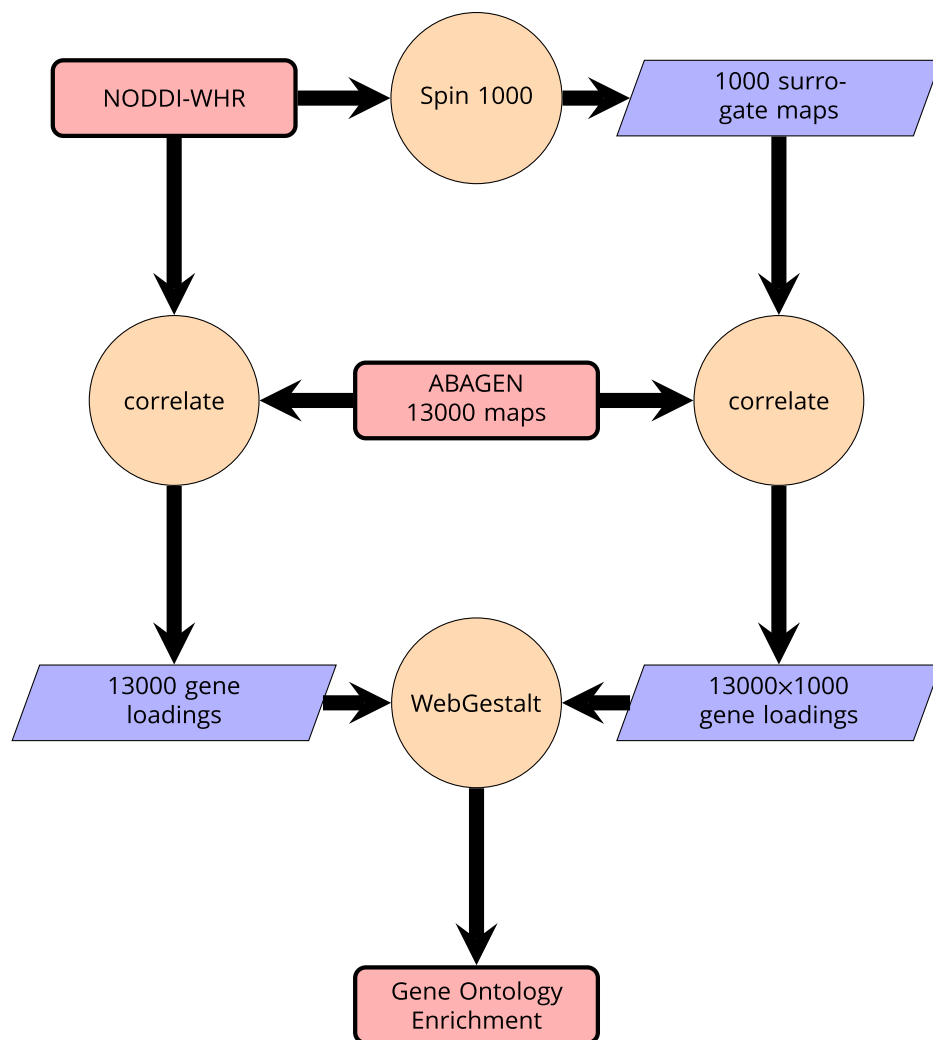 NODDI-WHR
Spin 1000
1000 surro-
gate maps
correlate
ABAGEN
13000 maps
correlate
13000 gene
loadings
WebGestalt
13000×1000
gene loadings
Gene Ontology
Enrichment